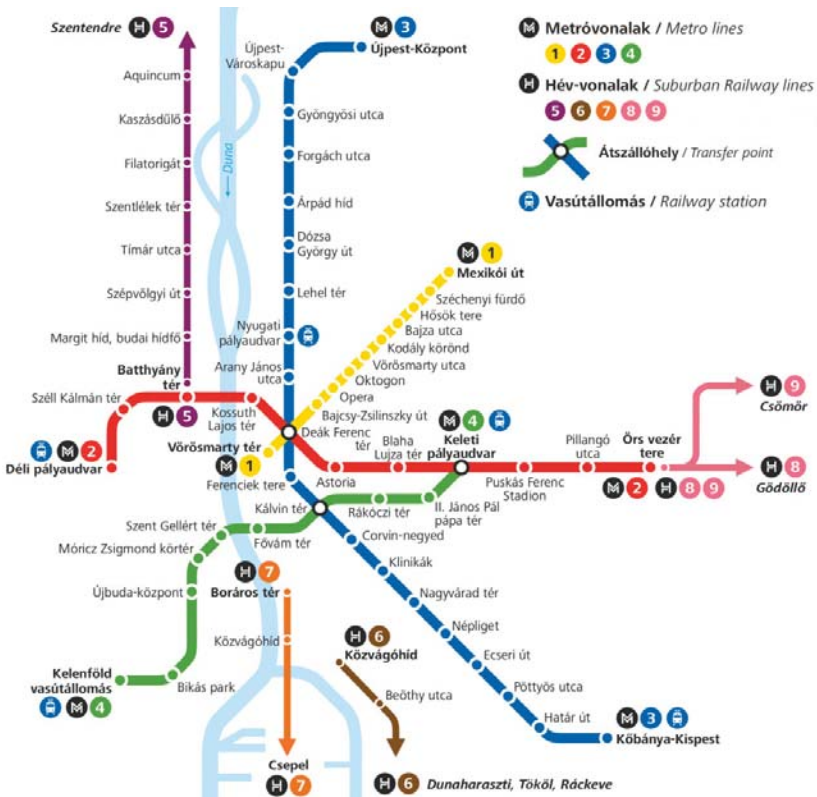 Szentendre H 5
M 3
Újpest-Központ
Újpest-
Városkapu
Aquincum
Kaszásdűlő
Filatorigát
Szentlélek tér
Tímár utca
Szépvölgyi út
Margit híd, budai hídfő
Batthyány
tér
H 5
← Duna
Gyöngyösi utca
Forgách utca
Árpád híd
Dózsa
György út
Lehel tér
Nyugati
pályaudvar
Arany János
utca
M Metróvonalak / Metro lines
1 2 3 4
H Hév-vonalak / Suburban Railway lines
5 6 7 8 9
Átszállóhely / Transfer point
Vasútállomás / Railway station
M 1
Mexikói út
Széchenyi fürdő
Hősök tere
Bajza utca
Kodály körönd
Vörösmarty utca
Oktogon
Opera
Bajcsy-Zsilinszky út
Deák Ferenc
tér
Vörösmarty tér
M 1
Széll Kálmán tér
M 2
Déli pályaudvar
Kossuth
Lajos tér
Astoria
Blaha
Lujza tér
M 4
Keleti
pályaudvar
Puskás Ferenc
Stadion
Pillangó
utca
Örs vezér
tere
M 2 H 8 9
H 9
Csömör
H 8
Gödöllő
Ferenciek tere
Kálvin tér
Rákóczi tér
II. János Pál
pápa tér
Szent Gellért tér
Fővám tér
Móricz Zsigmond körtér
Újbuda-központ
Bikás park
Kelenföld
vasútállomás
M 4
Corvin-negyed
Klinikák
Nagyvárad tér
Népliget
Ecseri út
Pöttyös utca
Határ út
M 3
Kőbánya-Kispest
H 7
Boráros tér
Közvágóhíd
Csepel
H 7
H 6
Közvágóhíd
Beöthy utca
H 6 Dunaharaszti, Tököl, Ráckeve